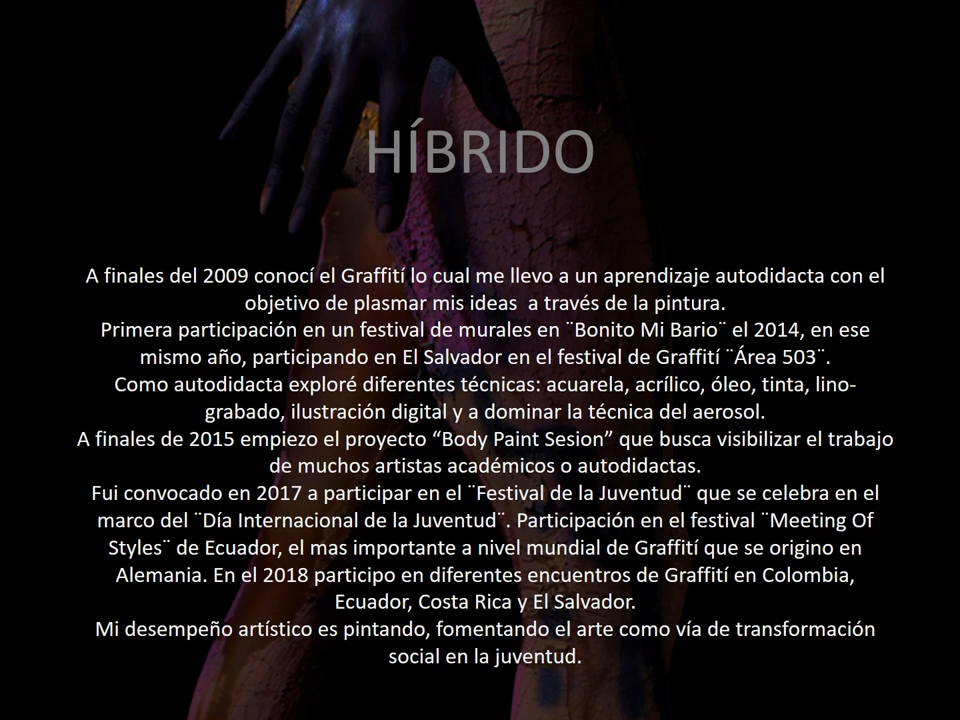 HÍBRIDO
A finales del 2009 conocí el Graffití lo cual me llevo a un aprendizaje autodidacta con el
objetivo de plasmar mis ideas  a través de la pintura.
Primera participación en un festival de murales en ¨Bonito Mi Bario¨ el 2014, en ese
mismo año, participando en El Salvador en el festival de Graffití ¨Área 503¨.
Como autodidacta exploré diferentes técnicas: acuarela, acrílico, óleo, tinta, lino-
grabado, ilustración digital y a dominar la técnica del aerosol.
A finales de 2015 empiezo el proyecto “Body Paint Sesion” que busca visibilizar el trabajo
de muchos artistas académicos o autodidactas.
Fui convocado en 2017 a participar en el ¨Festival de la Juventud¨ que se celebra en el
marco del ¨Día Internacional de la Juventud¨. Participación en el festival ¨Meeting Of
Styles¨ de Ecuador, el mas importante a nivel mundial de Graffití que se origino en
Alemania. En el 2018 participo en diferentes encuentros de Graffití en Colombia,
Ecuador, Costa Rica y El Salvador.
Mi desempeño artístico es pintando, fomentando el arte como vía de transformación
social en la juventud.